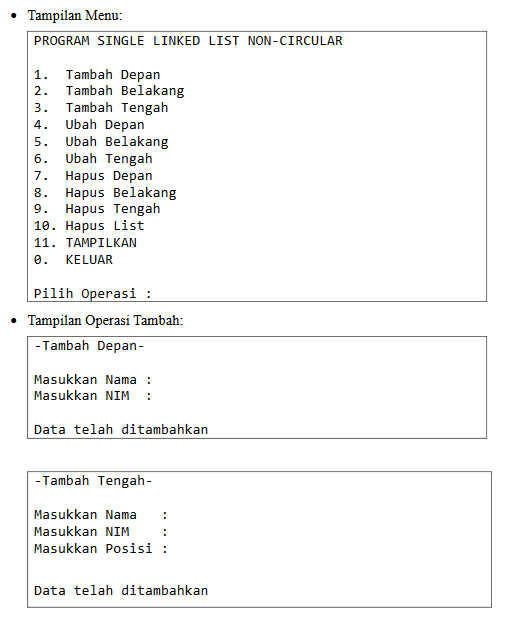 • Tampilan Menu:
PROGRAM SINGLE LINKED LIST NON-CIRCULAR
1. Tambah Depan
2. Tambah Belakang
3. Tambah Tengah
4. Ubah Depan
5. Ubah Belakang
6. Ubah Tengah
7. Hapus Depan
8. Hapus Belakang
9. Hapus Tengah
10. Hapus List
11. TAMPILKAN
0. KELUAR
Pilih Operasi :
• Tampilan Operasi Tambah:
-Tambah Depan-
Masukkan Nama :
Masukkan NIM :
Data telah ditambahkan
-Tambah Tengah-
Masukkan Nama :
Masukkan NIM :
Masukkan Posisi :
Data telah ditambahkan